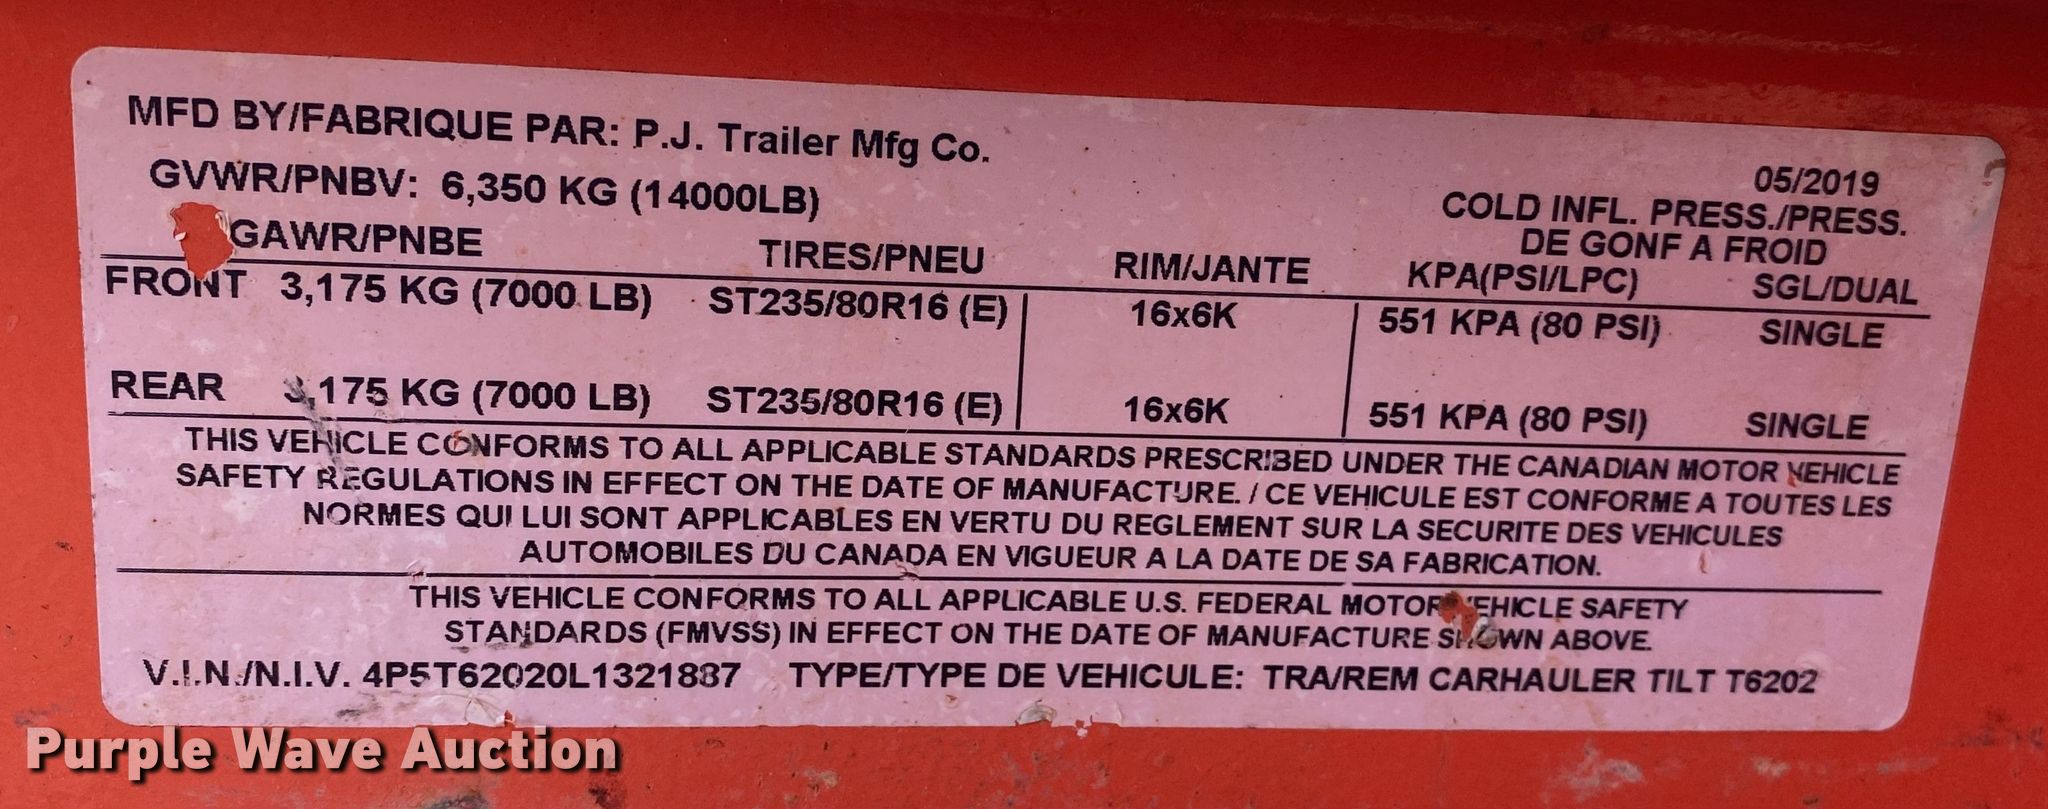 MFD BY/FABRIQUE PAR: P.J. Trailer Mfg Co.
GVWR/PNBV: 6,350 KG (14000LB)
05/2019
COLD INFL. PRESS./PRESS.
DE GONF A FROID
GAWR/PNBE TIRES/PNEU RIM/JANTE KPA(PSI/LPC) SGL/DUAL
FRONT 3,175 KG (7000 LB) ST235/80R16 (E) 16x6K 551 KPA (80 PSI) SINGLE
REAR 3,175 KG (7000 LB) ST235/80R16 (E) 16x6K 551 KPA (80 PSI) SINGLE
THIS VEHICLE CONFORMS TO ALL APPLICABLE STANDARDS PRESCRIBED UNDER THE CANADIAN MOTOR VEHICLE
SAFETY REGULATIONS IN EFFECT ON THE DATE OF MANUFACTURE. / CE VEHICULE EST CONFORME A TOUTES LES
NORMES QUI LUI SONT APPLICABLES EN VERTU DU REGLEMENT SUR LA SECURITE DES VEHICULES
AUTOMOBILES DU CANADA EN VIGUEUR A LA DATE DE SA FABRICATION.
THIS VEHICLE CONFORMS TO ALL APPLICABLE U.S. FEDERAL MOTOR VEHICLE SAFETY
STANDARDS (FMVSS) IN EFFECT ON THE DATE OF MANUFACTURE SHOWN ABOVE.
V.I.N./N.I.V. 4P5T62020L1321887 TYPE/TYPE DE VEHICULE: TRA/REM CARHAULER TILT T6202
Purple Wave Auction